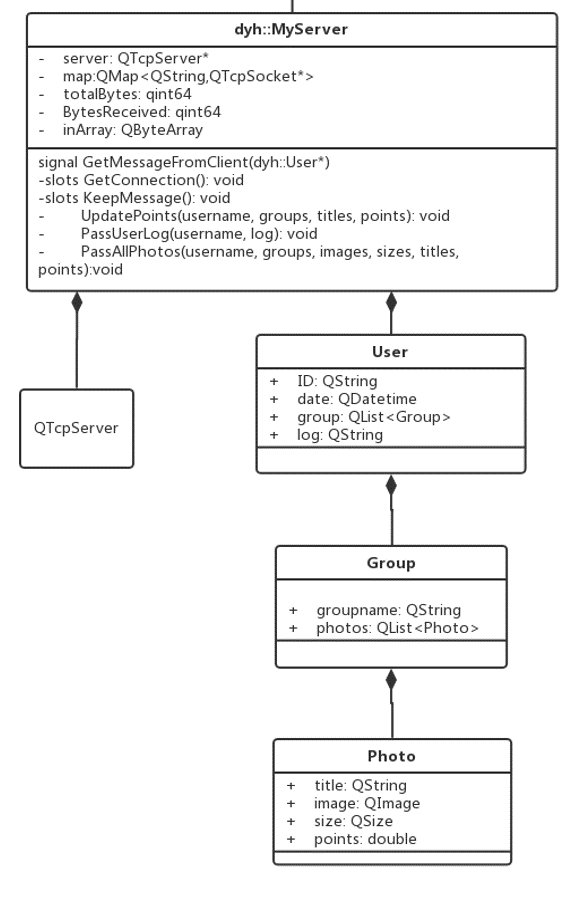 dyh::MyServer
- server: QTcpServer*
- map:QMap<QString,QTcpSocket*>
- totalBytes: qint64
- BytesReceived: qint64
- inArray: QByteArray
signal GetMessageFromClient(dyh::User*)
-slots GetConnection(): void
-slots KeepMessage(): void
- UpdatePoints(username, groups, titles, points): void
- PassUserLog(username, log): void
- PassAllPhotos(username, groups, images, sizes, titles,
points):void
QTcpServer
User
+ ID: QString
+ date: QDatetime
+ group: QList<Group>
+ log: QString
Group
+ groupname: QString
+ photos: QList<Photo>
Photo
+ title: QString
+ image: QImage
+ size: QSize
+ points: double